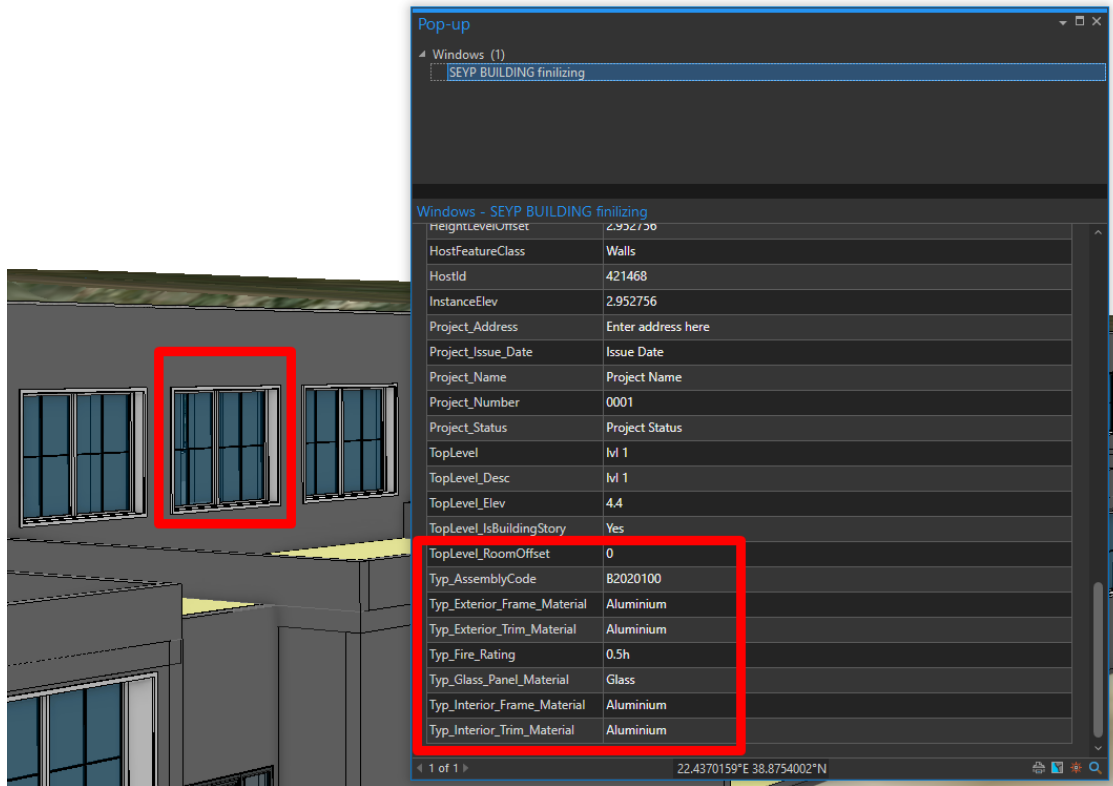 Pop-up
Windows (1)
SEYP BUILDING finilizing
Windows - SEYP BUILDING finilizing
HeightLevelOffset 2.952756
HostFeatureClass Walls
HostId 421468
InstanceElev 2.952756
Project_Address Enter address here
Project_Issue_Date Issue Date
Project_Name Project Name
Project_Number 0001
Project_Status Project Status
TopLevel lvl 1
TopLevel_Desc lvl 1
TopLevel_Elev 4.4
TopLevel_IsBuildingStory Yes
TopLevel_RoomOffset 0
Typ_AssemblyCode B2020100
Typ_Exterior_Frame_Material Aluminium
Typ_Exterior_Trim_Material Aluminium
Typ_Fire_Rating 0.5h
Typ_Glass_Panel_Material Glass
Typ_Interior_Frame_Material Aluminium
Typ_Interior_Trim_Material Aluminium
1 of 1 22.4370159°E 38.8754002°N